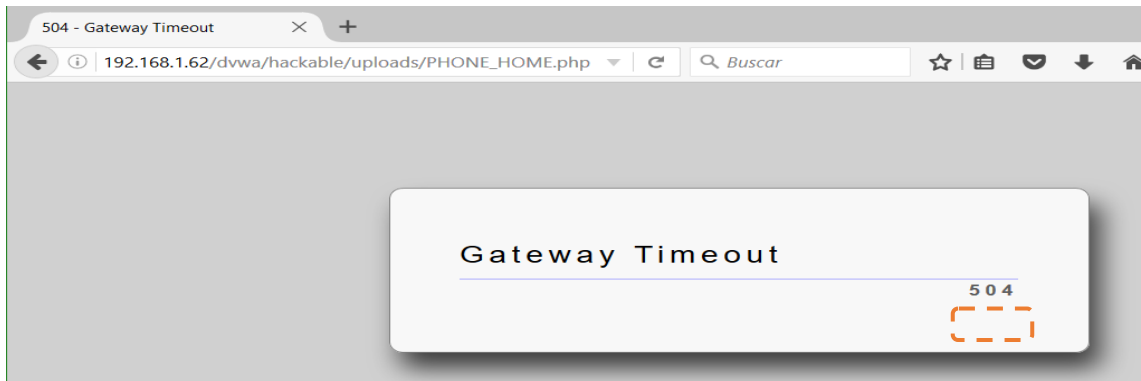 504 - Gateway Timeout
192.168.1.62/dvwa/hackable/uploads/PHONE_HOME.php
Buscar
Gateway Timeout
504